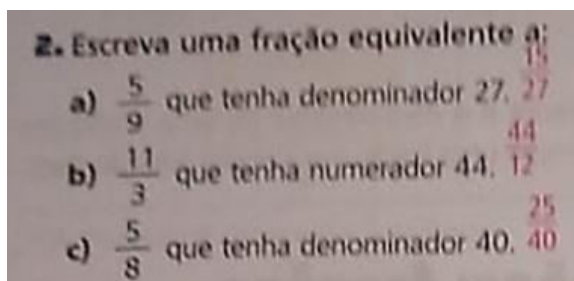 2. Escreva uma fração equivalente a:
a) 5/9 que tenha denominador 27. 15/27
b) 11/3 que tenha numerador 44. 44/12
c) 5/8 que tenha denominador 40. 25/40